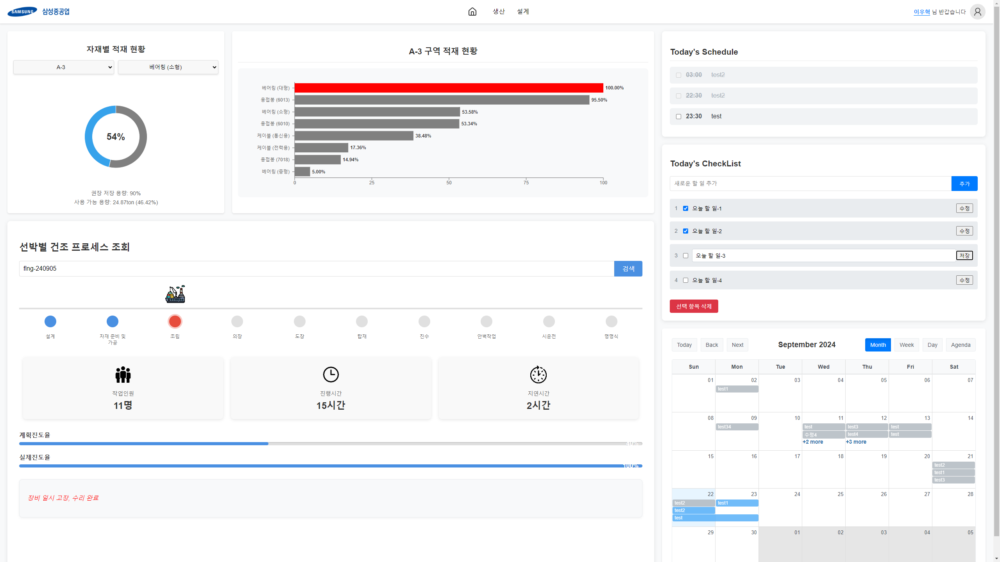 SAMSUNG 삼성중공업
생산 설계
이우혁 님 반갑습니다
자재별 적재 현황
A-3
베어링 (소형)
54%
권장 저장 용량: 90%
사용 가능 용량: 24.87ton (46.42%)
A-3 구역 적재 현황
베어링 (대형) 100.00%
용접봉 (6013) 95.50%
베어링 (소형) 53.58%
용접봉 (6010) 53.34%
케이블 (통신용) 38.48%
케이블 (전력용) 17.36%
용접봉 (7018) 14.94%
베어링 (중형) 5.00%
0 25 50 75 100
선박별 건조 프로세스 조회
flng-240905 검색
설계
자재 준비 및
가공
조립
의장
도장
탑재
진수
안벽작업
시운전
명명식
작업인원
11명
진행시간
15시간
지연시간
2시간
계획진도율
40%
실제진도율
100%
장비 일시 고장, 수리 완료
Today's Schedule
03:00 test2
22:30 test2
23:30 test
Today's CheckList
새로운 할 일 추가 추가
1 오늘 할 일-1 수정
2 오늘 할 일-2 수정
3 오늘 할 일-3 저장
4 오늘 할 일-4 수정
선택 항목 삭제
Today Back Next September 2024 Month Week Day Agenda
Sun Mon Tue Wed Thu Fri Sat
01 02 03 04 05 06 07
test1
08 09 10 11 12 13 14
test34 test test3 test
수정4 test4 test
+2 more +3 more
15 16 17 18 19 20 21
test2
test1
test3
22 23 24 25 26 27 28
test2 test1
test2
test
29 30 01 02 03 04 05